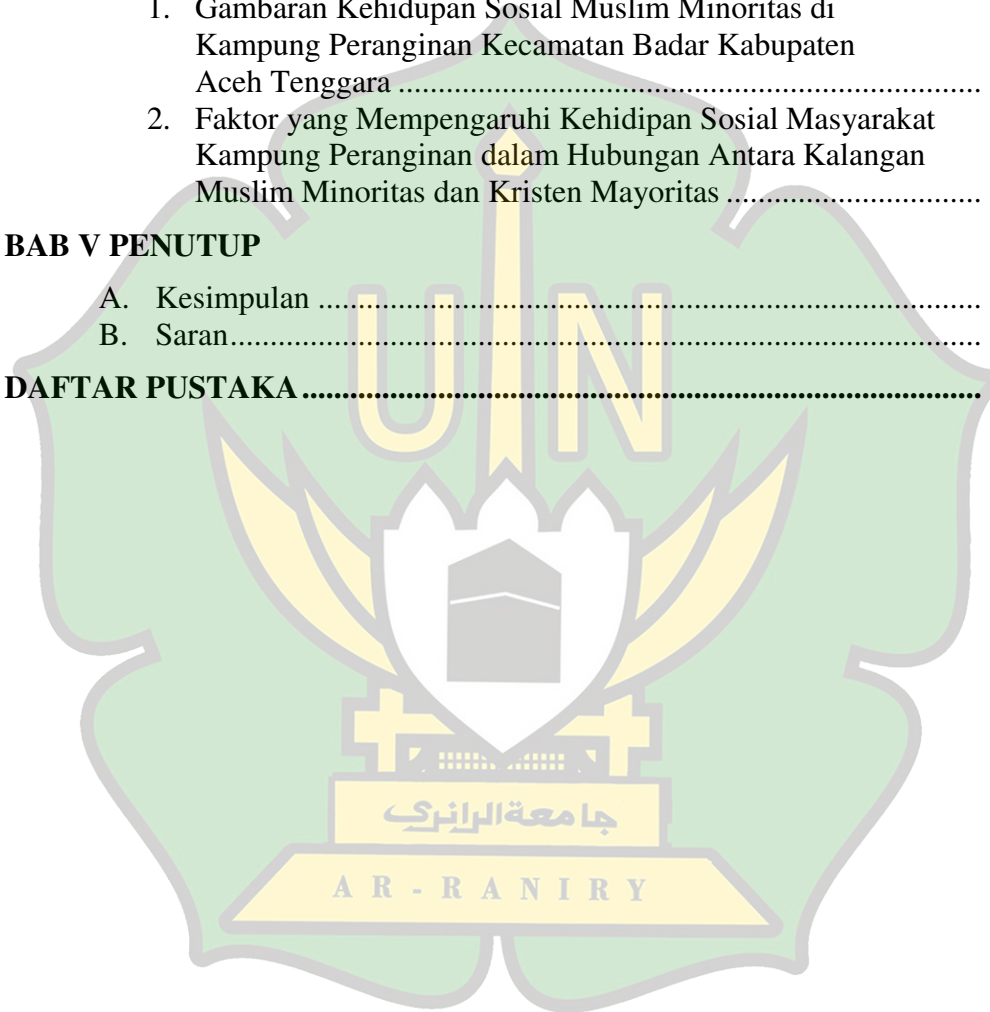 1. Gambaran Kehidupan Sosial Muslim Minoritas di
Kampung Peranginan Kecamatan Badar Kabupaten
Aceh Tenggara ..........................................................................
2. Faktor yang Mempengaruhi Kehidipan Sosial Masyarakat
Kampung Peranginan dalam Hubungan Antara Kalangan
Muslim Minoritas dan Kristen Mayoritas ................................
BAB V PENUTUP
A. Kesimpulan ....................................................................................
B. Saran...............................................................................................
DAFTAR PUSTAKA .....................................................................................
UIN
جامعةالرانري
AR-RANIRY